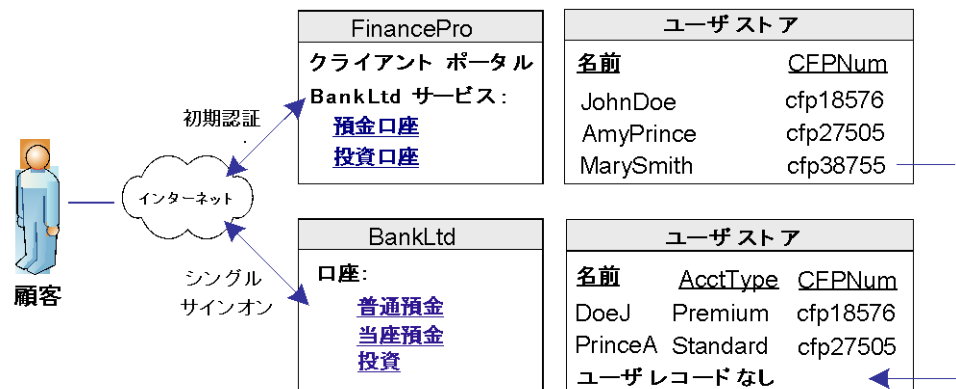 FinancePro
クライアント ポータル
BankLtd サービス:
預金口座
投資口座
ユーザ ストア
名前 CFPNum
JohnDoe cfp18576
AmyPrince cfp27505
MarySmith cfp38755
初期認証
インターネット
顧客
シングル
サインオン
BankLtd
口座:
普通預金
当座預金
投資
ユーザ ストア
名前 AcctType CFPNum
DoeJ Premium cfp18576
PrinceA Standard cfp27505
ユーザ レコード なし